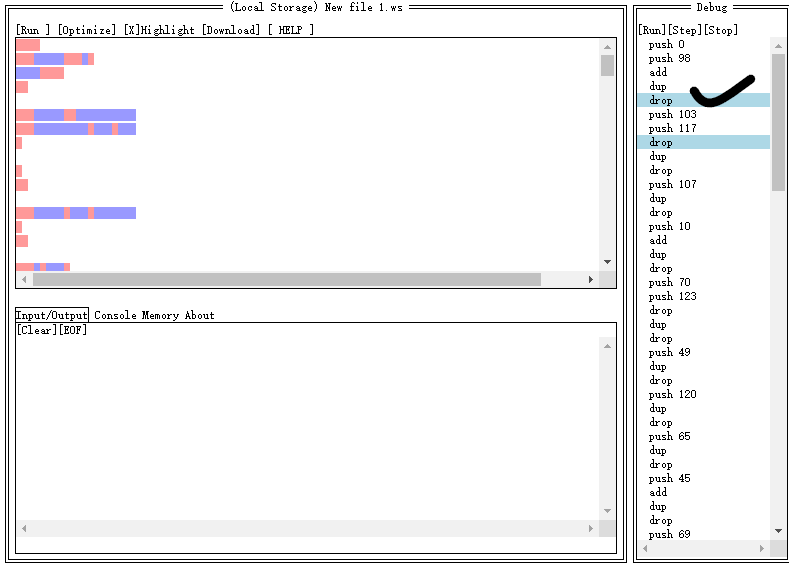 (Local Storage) New file 1.ws
[Run ] [Optimize] [X]Highlight [Download] [ HELP ]
Input/Output Console Memory About
[Clear][EOF]
Debug
[Run][Step][Stop]
push 0
push 98
add
dup
drop
push 103
push 117
drop
dup
drop
push 107
dup
drop
push 10
add
dup
drop
push 70
push 123
drop
dup
drop
push 49
dup
drop
push 120
dup
drop
push 65
dup
drop
push 45
add
dup
drop
push 69